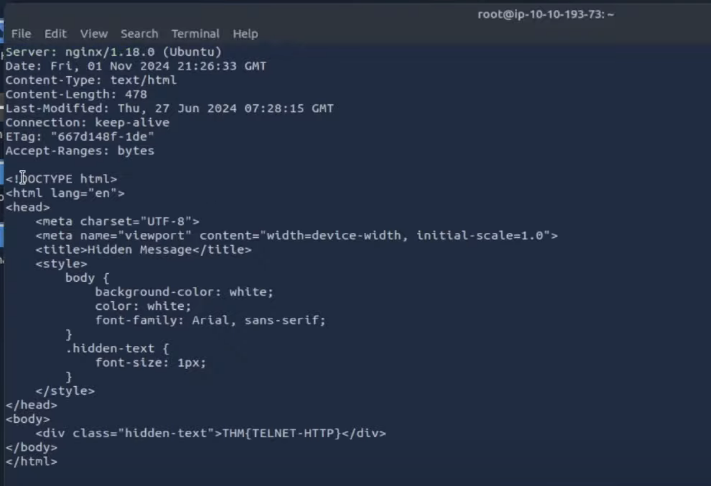 root@ip-10-10-193-73: ~
File Edit View Search Terminal Help
Server: nginx/1.18.0 (Ubuntu)
Date: Fri, 01 Nov 2024 21:26:33 GMT
Content-Type: text/html
Content-Length: 478
Last-Modified: Thu, 27 Jun 2024 07:28:15 GMT
Connection: keep-alive
ETag: "667d148f-1de"
Accept-Ranges: bytes

<!DOCTYPE html>
<html lang="en">
<head>
    <meta charset="UTF-8">
    <meta name="viewport" content="width=device-width, initial-scale=1.0">
    <title>Hidden Message</title>
    <style>
        body {
            background-color: white;
            color: white;
            font-family: Arial, sans-serif;
        }
        .hidden-text {
            font-size: 1px;
        }
    </style>
</head>
<body>
    <div class="hidden-text">THM{TELNET-HTTP}</div>
</body>
</html>